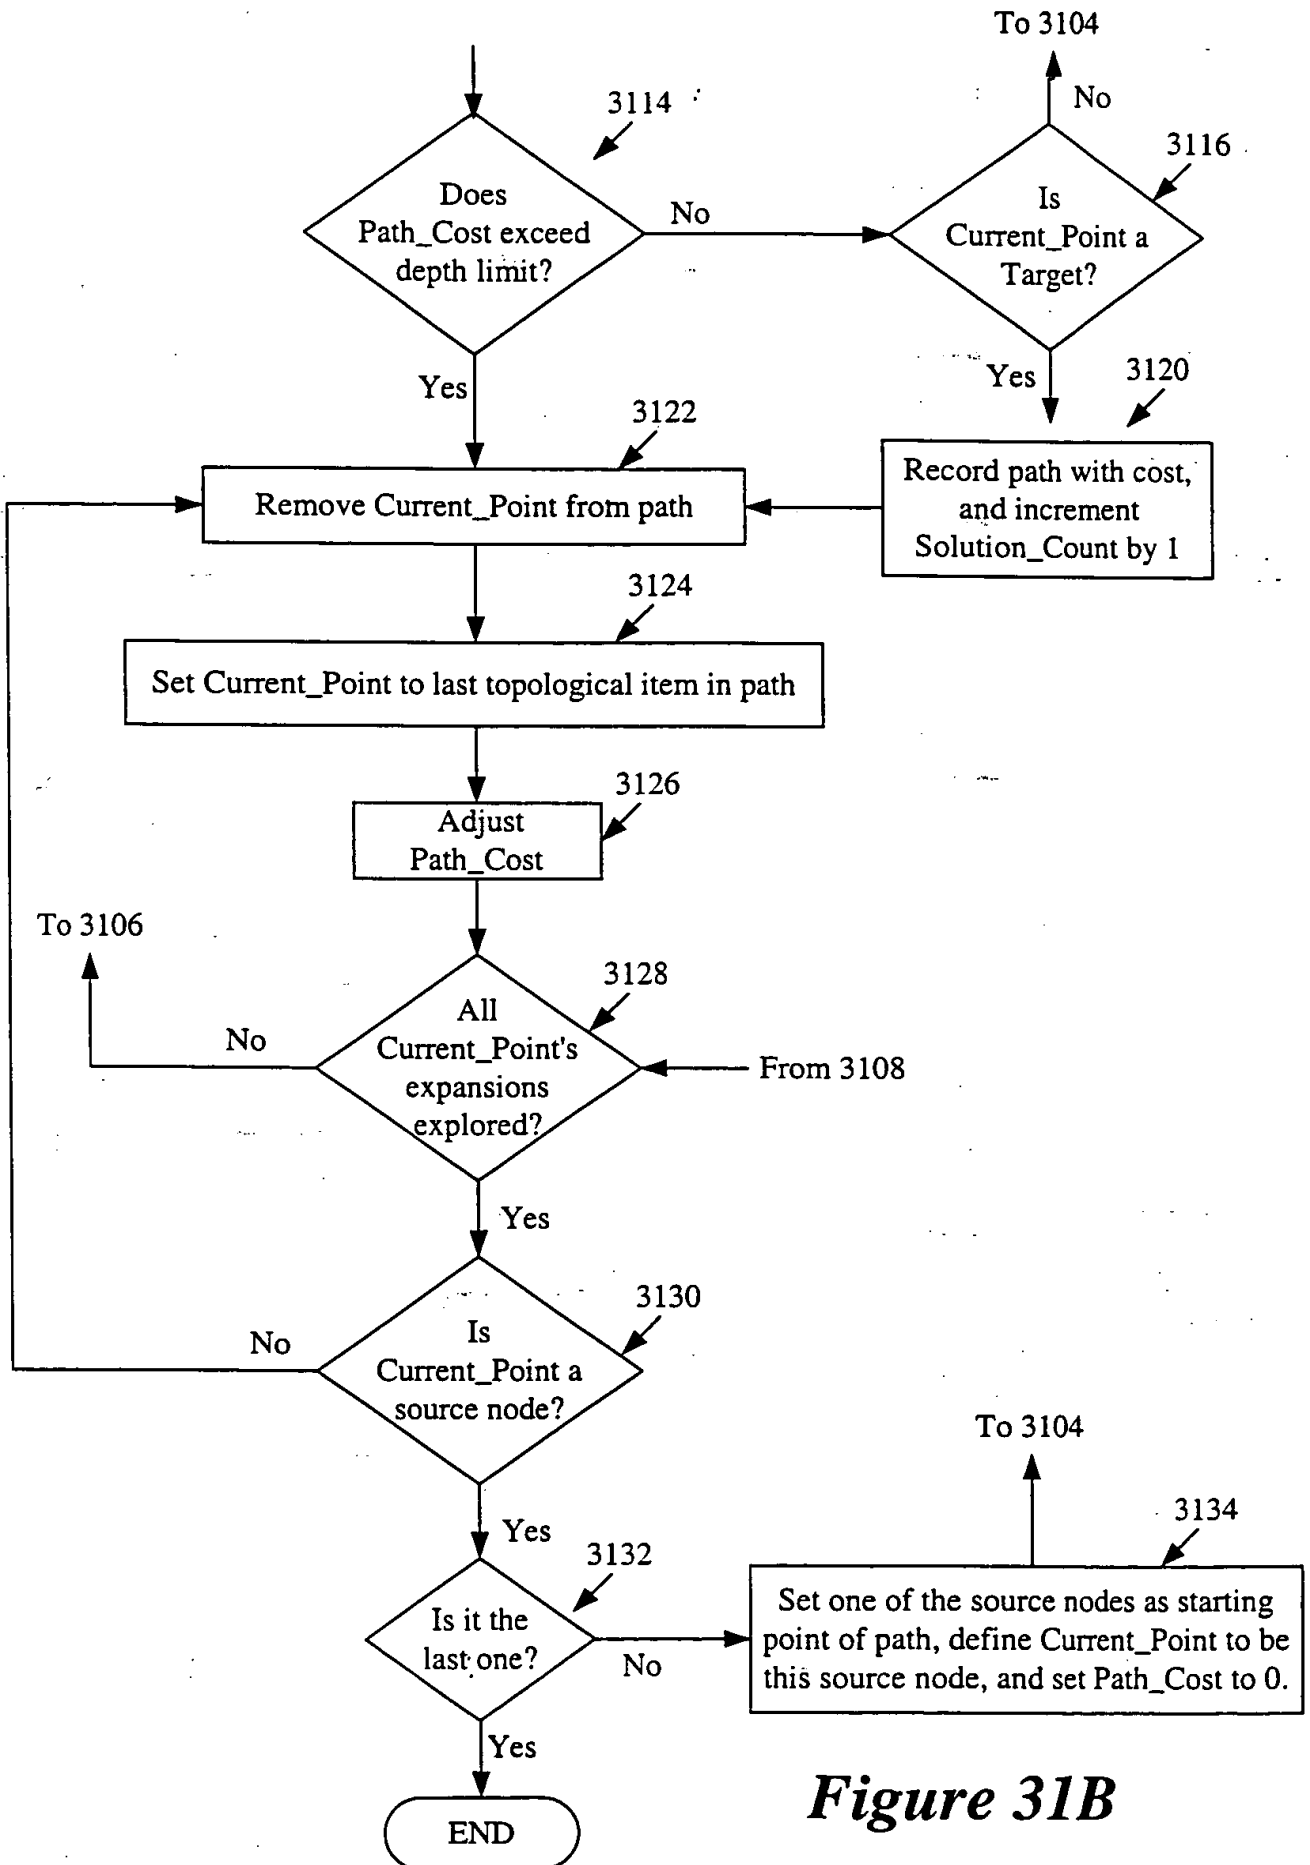 To 3104
No
3114
3116
Does
Path_Cost exceed
depth limit?
No
Is
Current_Point a
Target?
Yes
Yes
3120
3122
Record path with cost,
and increment
Solution_Count by 1
Remove Current_Point from path
3124
Set Current_Point to last topological item in path
3126
Adjust
Path_Cost
To 3106
3128
All
Current_Point's
expansions
explored?
No
From 3108
Yes
3130
Is
Current_Point a
source node?
No
To 3104
3134
Yes
3132
Is it the
last one?
No
Set one of the source nodes as starting
point of path, define Current_Point to be
this source node, and set Path_Cost to 0.
Yes
END
Figure 31B